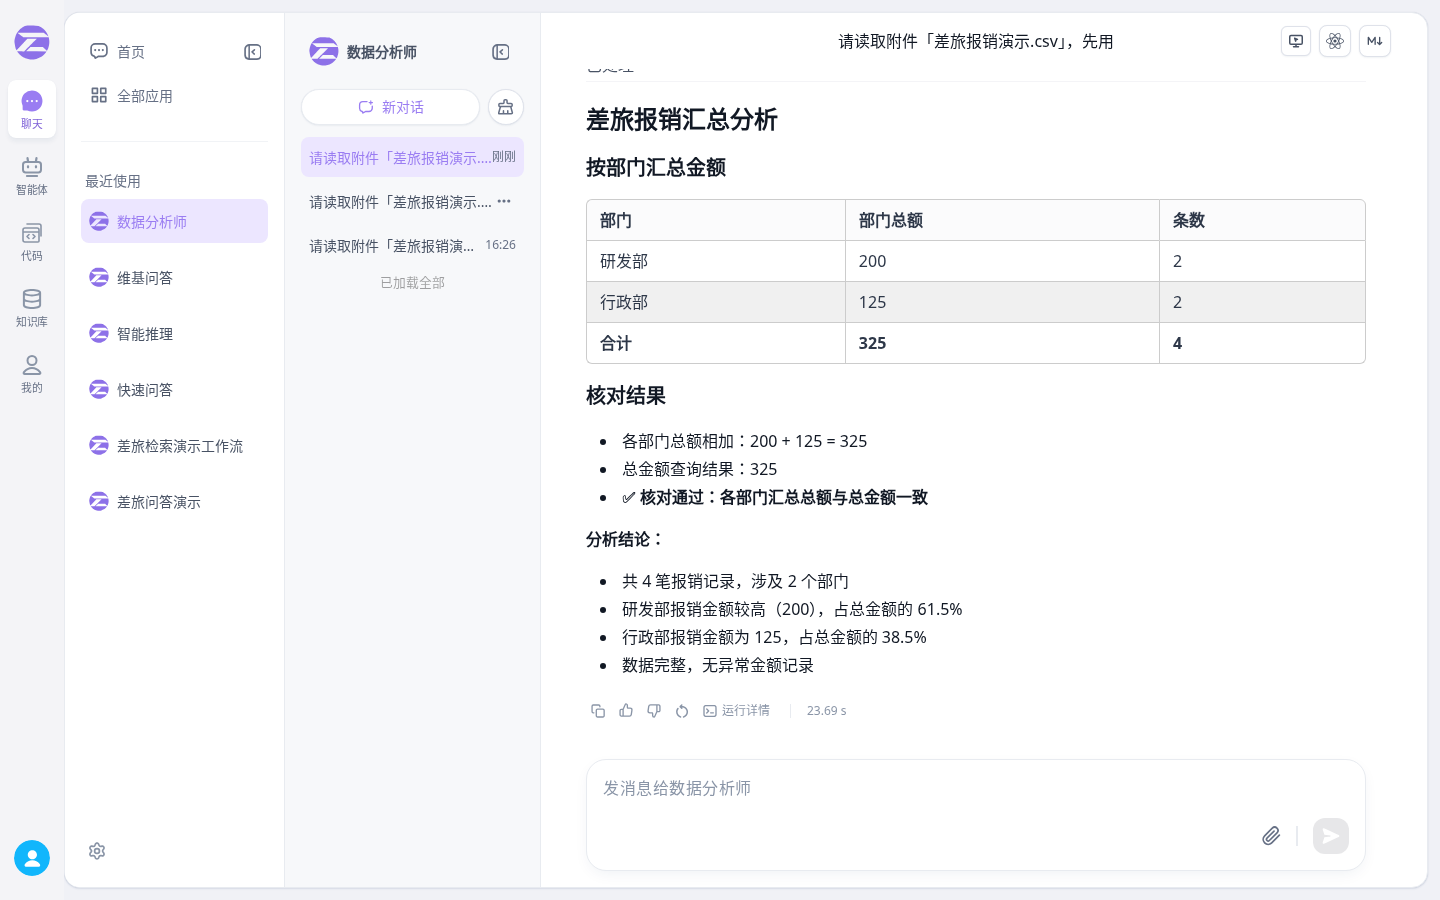 聊天
智能体
代码
知识库
我的
首页
全部应用
最近使用
数据分析师
维基问答
智能推理
快速问答
差旅检索演示工作流
差旅问答演示
数据分析师
新对话
请读取附件「差旅报销演示.... 刚刚
请读取附件「差旅报销演示....
请读取附件「差旅报销演... 16:26
已加载全部
请读取附件「差旅报销演示.csv」，先用
M↓
差旅报销汇总分析
按部门汇总金额
部门 部门总额 条数
研发部 200 2
行政部 125 2
合计 325 4
核对结果
各部门总额相加：200 + 125 = 325
总金额查询结果：325
✅ 核对通过：各部门汇总总额与总金额一致
分析结论：
共 4 笔报销记录，涉及 2 个部门
研发部报销金额较高（200），占总金额的 61.5%
行政部报销金额为 125，占总金额的 38.5%
数据完整，无异常金额记录
运行详情 23.69 s
发消息给数据分析师